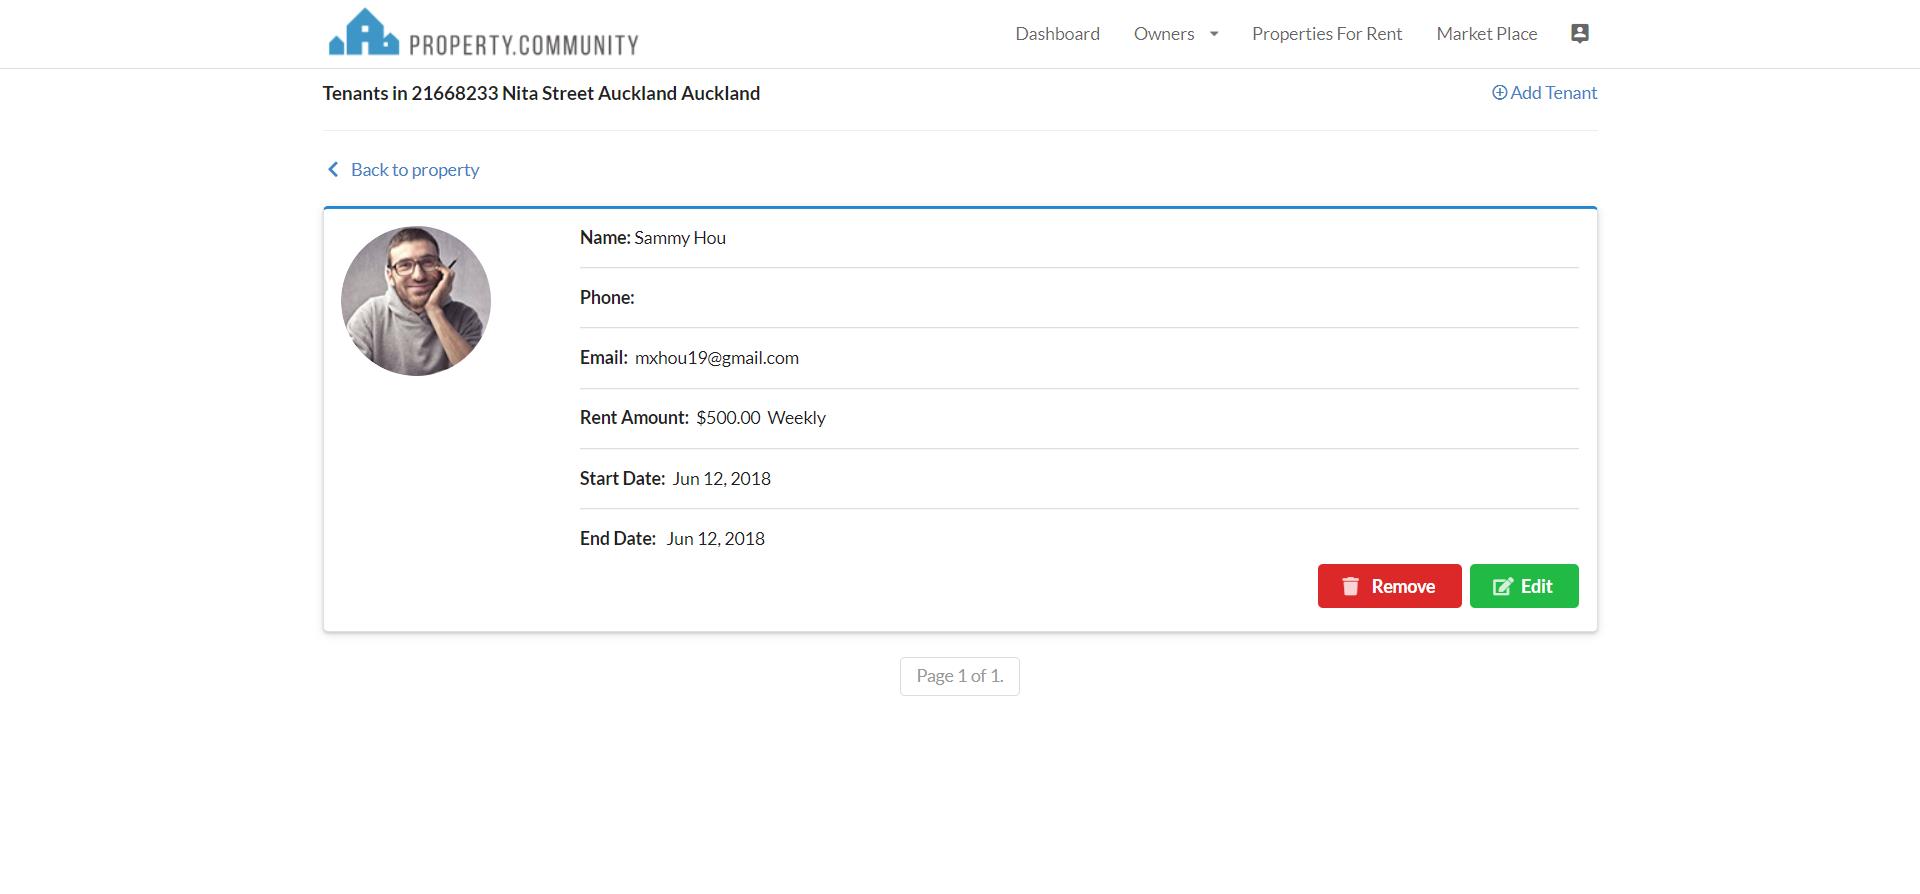 PROPERTY.COMMUNITY
Dashboard Owners Properties For Rent Market Place
Tenants in 21668233 Nita Street Auckland Auckland
Add Tenant
Back to property
Name: Sammy Hou
Phone:
Email: mxhou19@gmail.com
Rent Amount: $500.00 Weekly
Start Date: Jun 12, 2018
End Date: Jun 12, 2018
Remove Edit
Page 1 of 1.